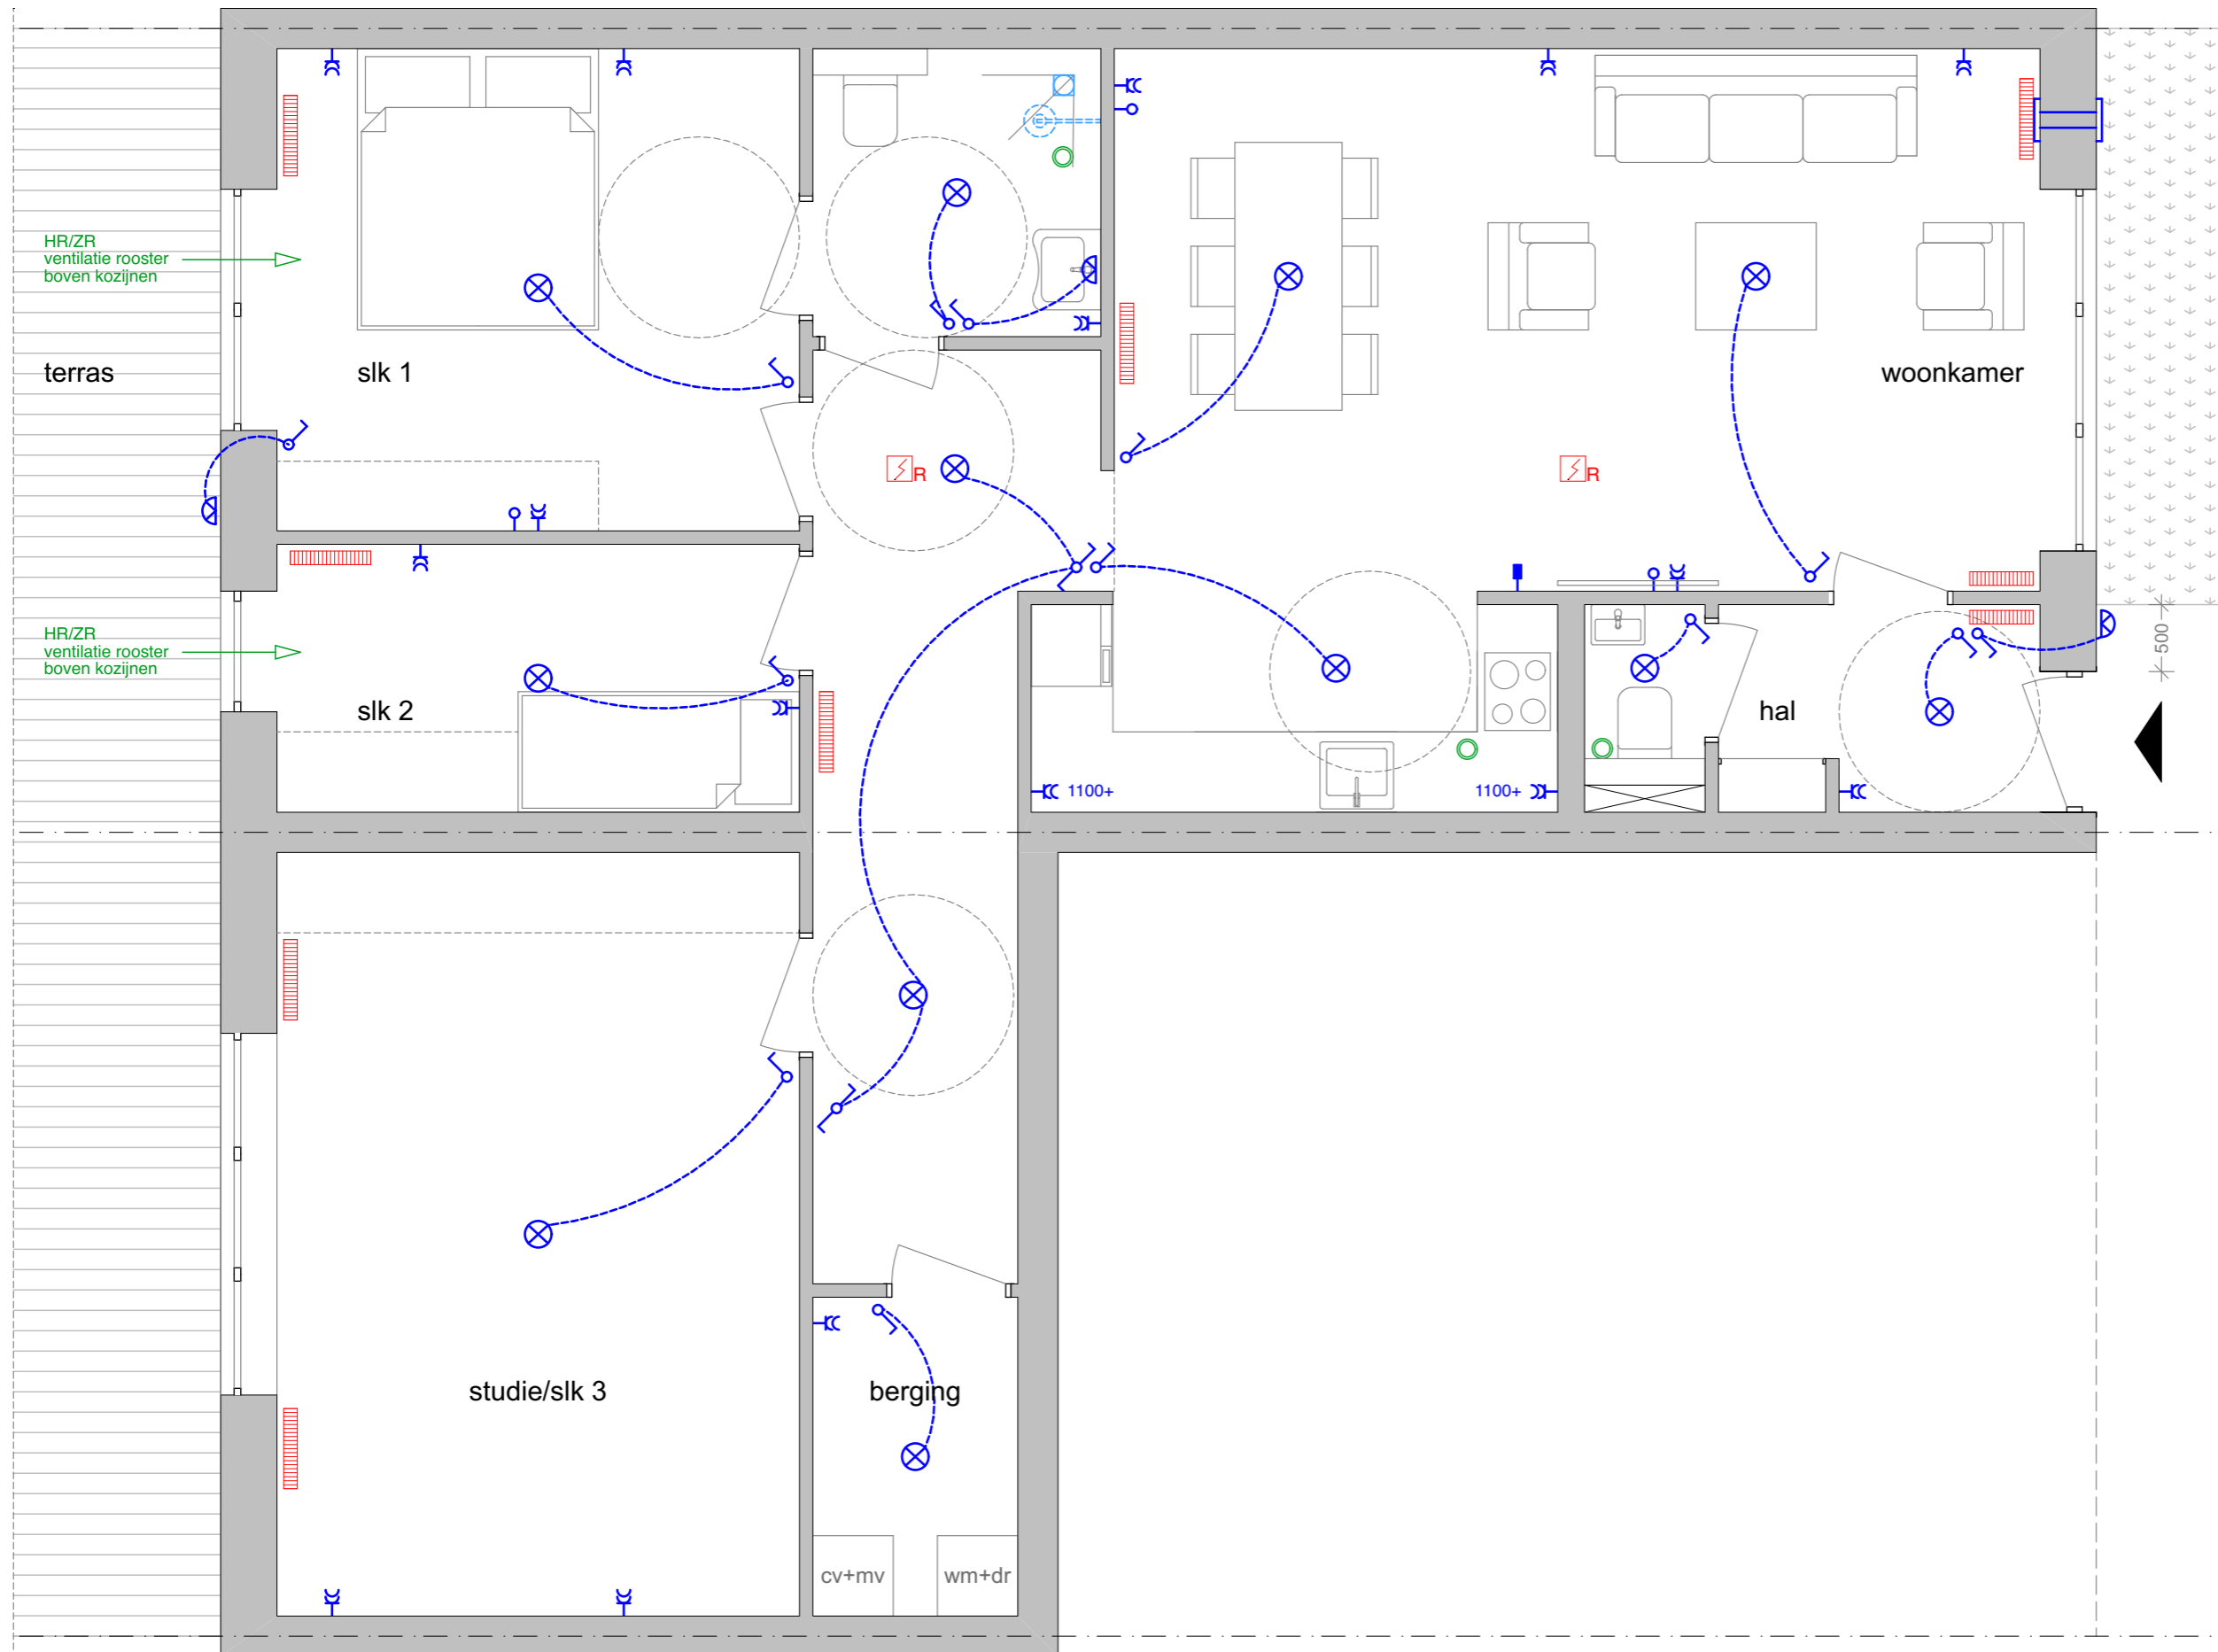 HR/ZR
ventilatie rooster
boven kozijnen
terras
slk 1
woonkamer
R
R
HR/ZR
ventilatie rooster
boven kozijnen
500
slk 2
hal
1100+
1100+
studie/slk 3
berging
cv+mv
wm+dr